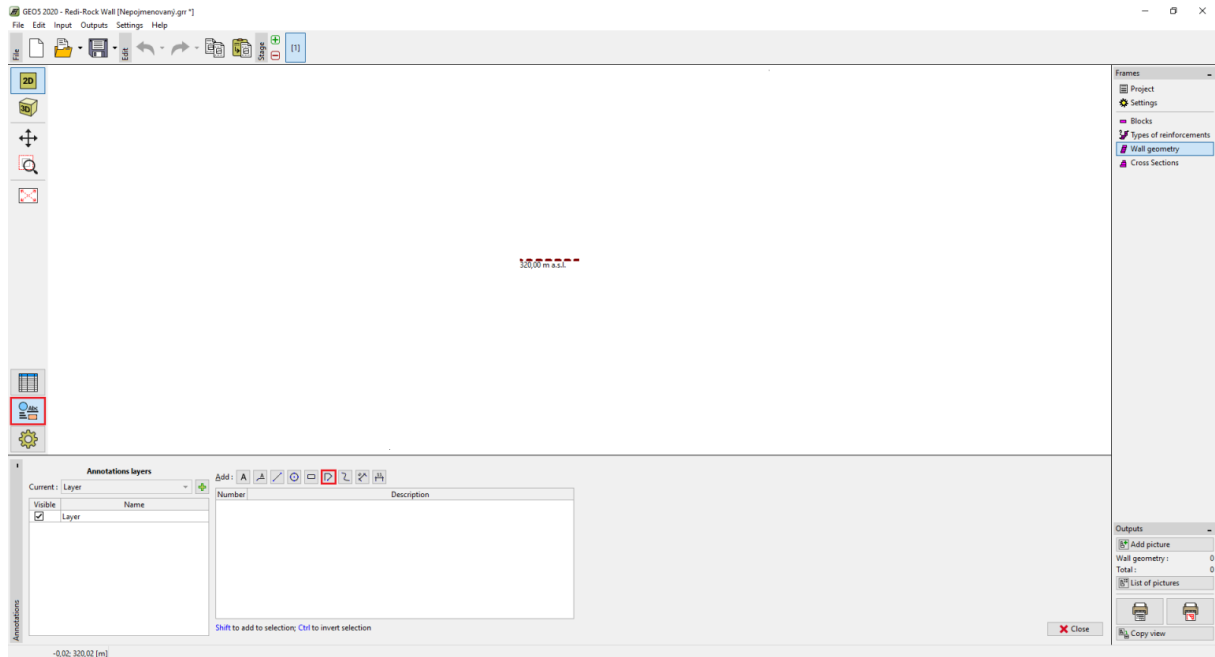 GEO5 2020 - Redi-Rock Wall [Nepojmenovaný.grr *]
File Edit Input Outputs Settings Help
File
Edit
Stage
[1]
2D
3D
Abc
320,00 m a.s.l.
Frames
Project
Settings
Blocks
Types of reinforcements
Wall geometry
Cross Sections
Annotations layers
Current : Layer
Visible Name
Layer
Add : A
Number Description
Shift to add to selection; Ctrl to invert selection
Close
Annotations
Outputs
Add picture
Wall geometry : 0
Total : 0
List of pictures
Copy view
-0,02; 320,02 [m]